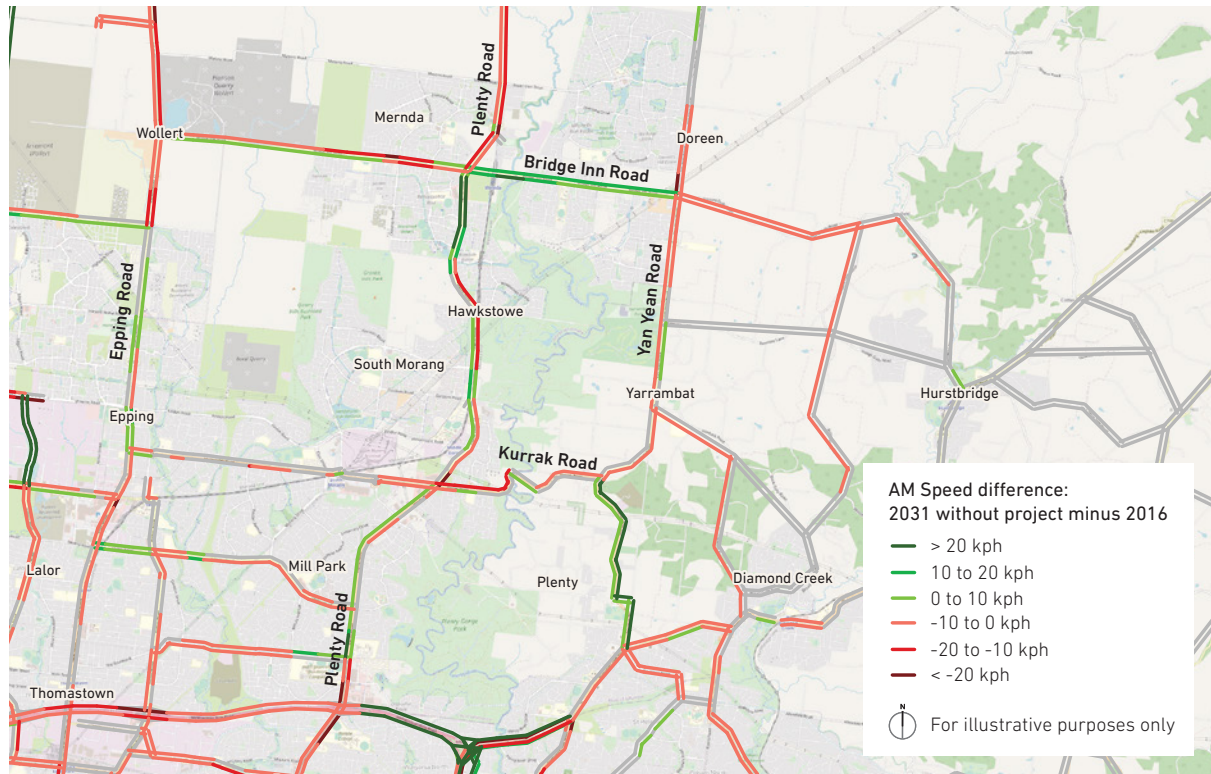 Plenty Road
Mernda
Wollert
Doreen
Bridge Inn Road
Epping Road
Yan Yean Road
Hawkstowe
South Morang
Yarrambat
Hurstbridge
Epping
Kurrak Road
AM Speed difference:
2031 without project minus 2016
> 20 kph
10 to 20 kph
0 to 10 kph
-10 to 0 kph
-20 to -10 kph
< -20 kph
N
For illustrative purposes only
Lalor
Mill Park
Plenty
Diamond Creek
Plenty Road
Thomastown